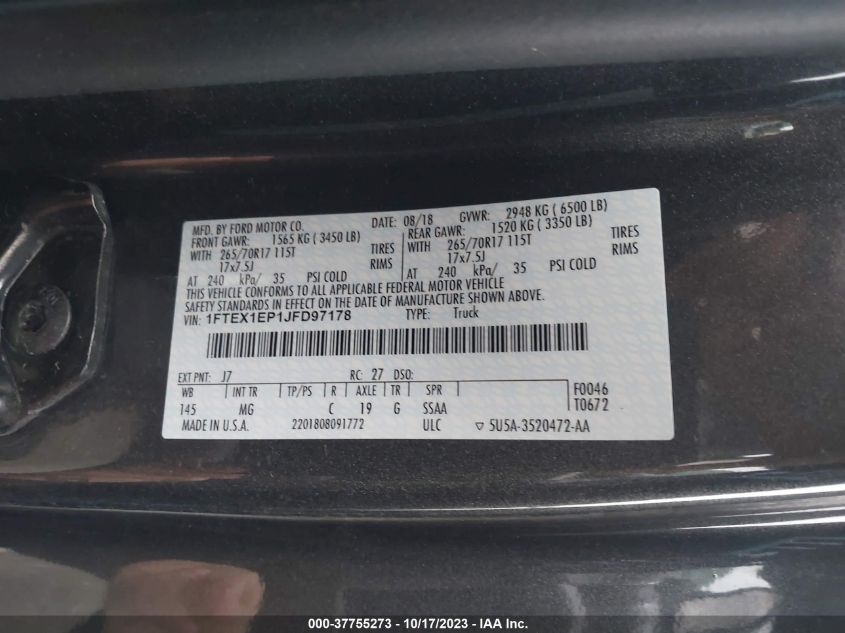 MFD. BY FORD MOTOR CO. DATE: 08/18 GVWR: 2948 KG ( 6500 LB)
FRONT GAWR: 1565 KG ( 3450 LB) REAR GAWR: 1520 KG ( 3350 LB)
WITH 265/70R17 115T TIRES WITH 265/70R17 115T TIRES
17x7.5J RIMS 17x7.5J RIMS
AT 240 kPa/ 35 PSI COLD AT 240 kPa/ 35 PSI COLD
THIS VEHICLE CONFORMS TO ALL APPLICABLE FEDERAL MOTOR VEHICLE
SAFETY STANDARDS IN EFFECT ON THE DATE OF MANUFACTURE SHOWN ABOVE.
VIN: 1FTEX1EP1JFD97178 TYPE: Truck
EXT PNT: J7 RC: 27 DSO:
WB INT TR TP/PS R AXLE TR SPR F0046
145 MG C 19 G SSAA T0672
MADE IN U.S.A. 2201808091772 ULC ▽ 5U5A-3520472-AA
000-37755273 - 10/17/2023 - IAA Inc.